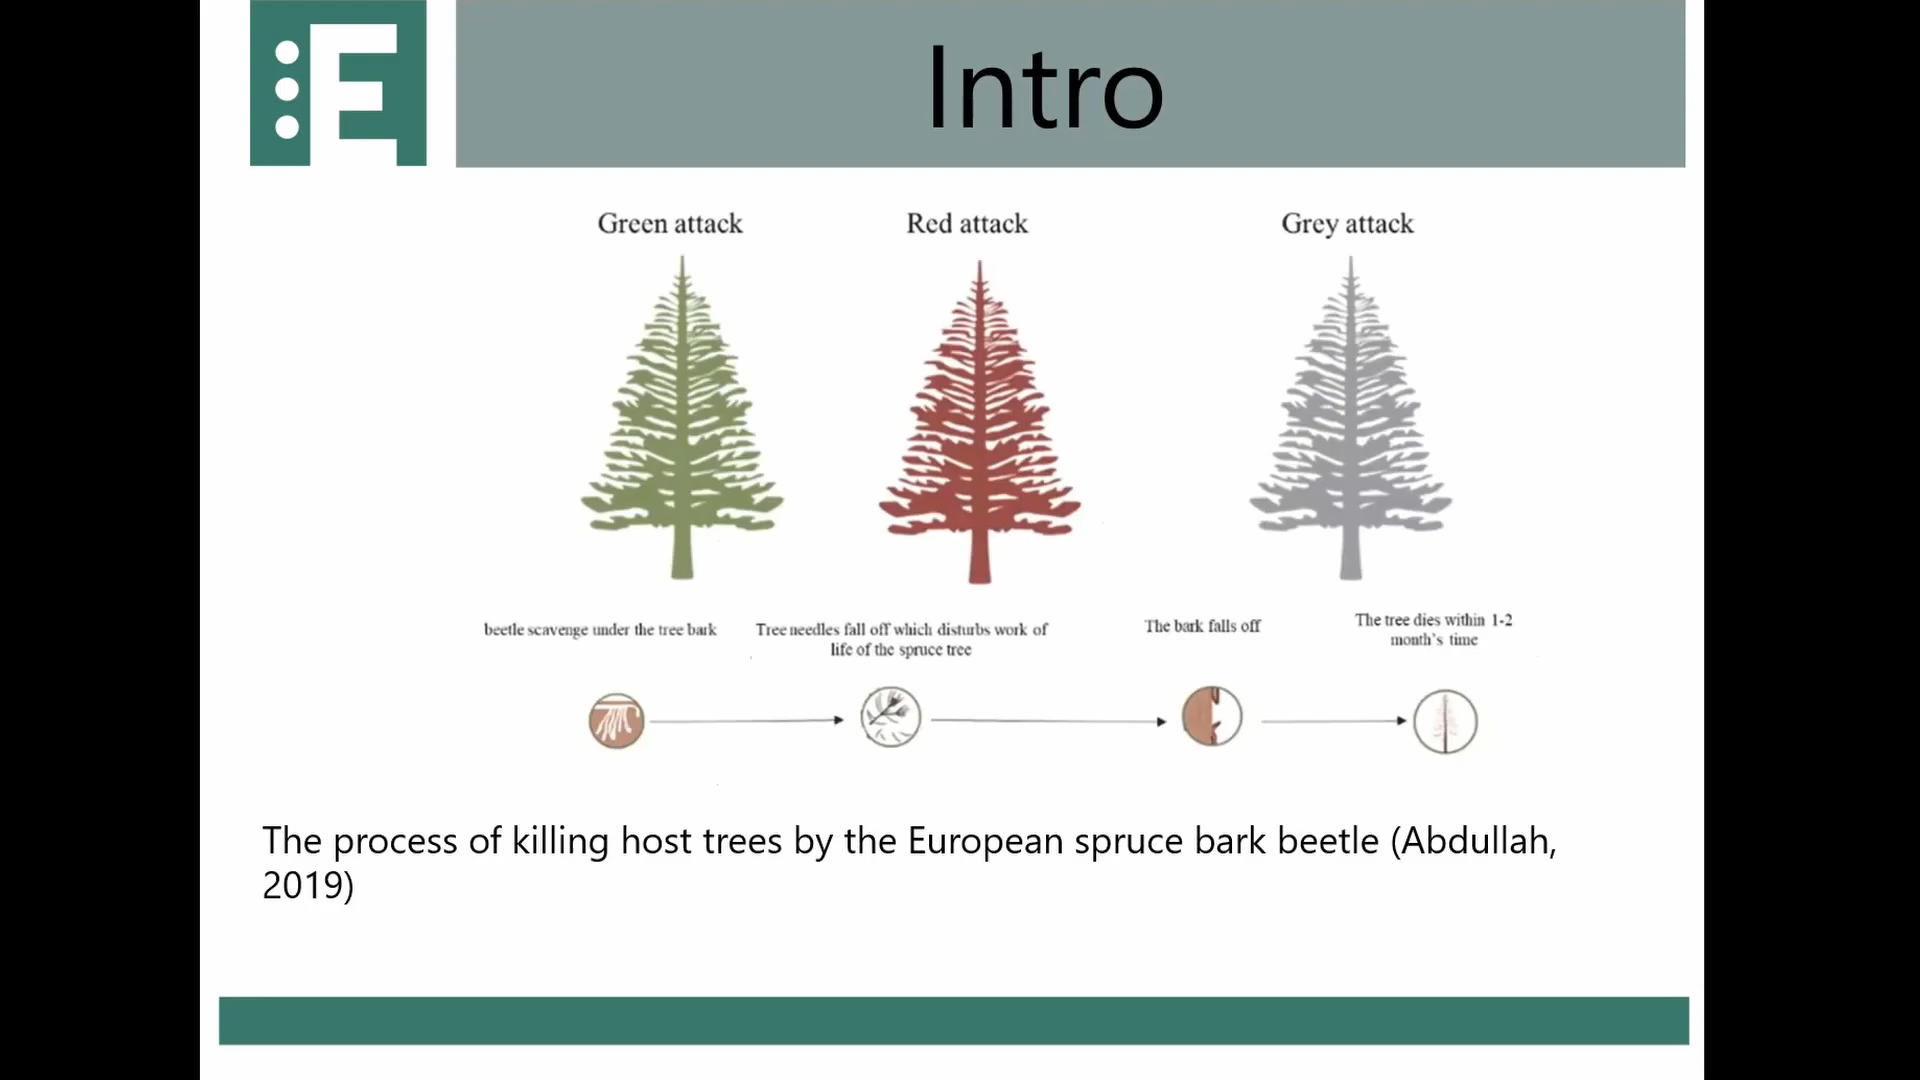 E
Intro
Green attack
Red attack
Grey attack
beetle scavenge under the tree bark
Tree needles fall off which disturbs work of
life of the spruce tree
The bark falls off
The tree dies within 1-2
month's time
The process of killing host trees by the European spruce bark beetle (Abdullah,
2019)